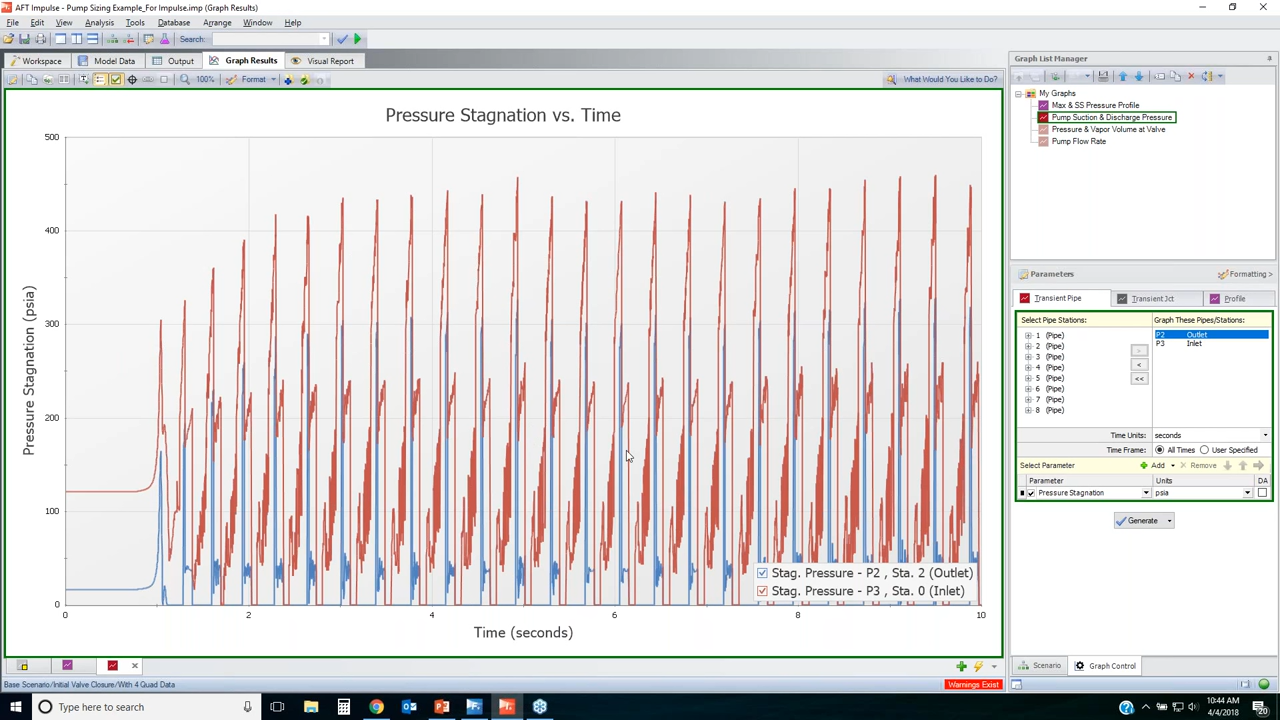 AFT Impulse - Pump Sizing Example_For Impulse.imp (Graph Results)
File Edit View Analysis Tools Database Arrange Window Help
Search:
Workspace Model Data Output Graph Results Visual Report
100% Format What Would You Like to Do?
Pressure Stagnation vs. Time
500
400
300
200
100
0
Pressure Stagnation (psia)
0 2 4 6 8 10
Time (seconds)
Stag. Pressure - P2 , Sta. 2 (Outlet)
Stag. Pressure - P3 , Sta. 0 (Inlet)
Graph List Manager
My Graphs
Max & SS Pressure Profile
Pump Suction & Discharge Pressure
Pressure & Vapor Volume at Valve
Pump Flow Rate
Parameters Formatting >
Transient Pipe Transient Jct Profile
Select Pipe Stations: Graph These Pipes/Stations:
1 (Pipe)
2 (Pipe)
3 (Pipe)
4 (Pipe)
5 (Pipe)
6 (Pipe)
7 (Pipe)
8 (Pipe)
>
<
<<
P2 Outlet
P3 Inlet
Time Units: seconds
Time Frame: All Times User Specified
Select Parameter Add Remove
Parameter Units DA
Pressure Stagnation psia
Generate
Scenario Graph Control
Base Scenario/Initial Valve Closure/With 4 Quad Data
Warnings Exist
Type here to search
10:44 AM
4/4/2018
20